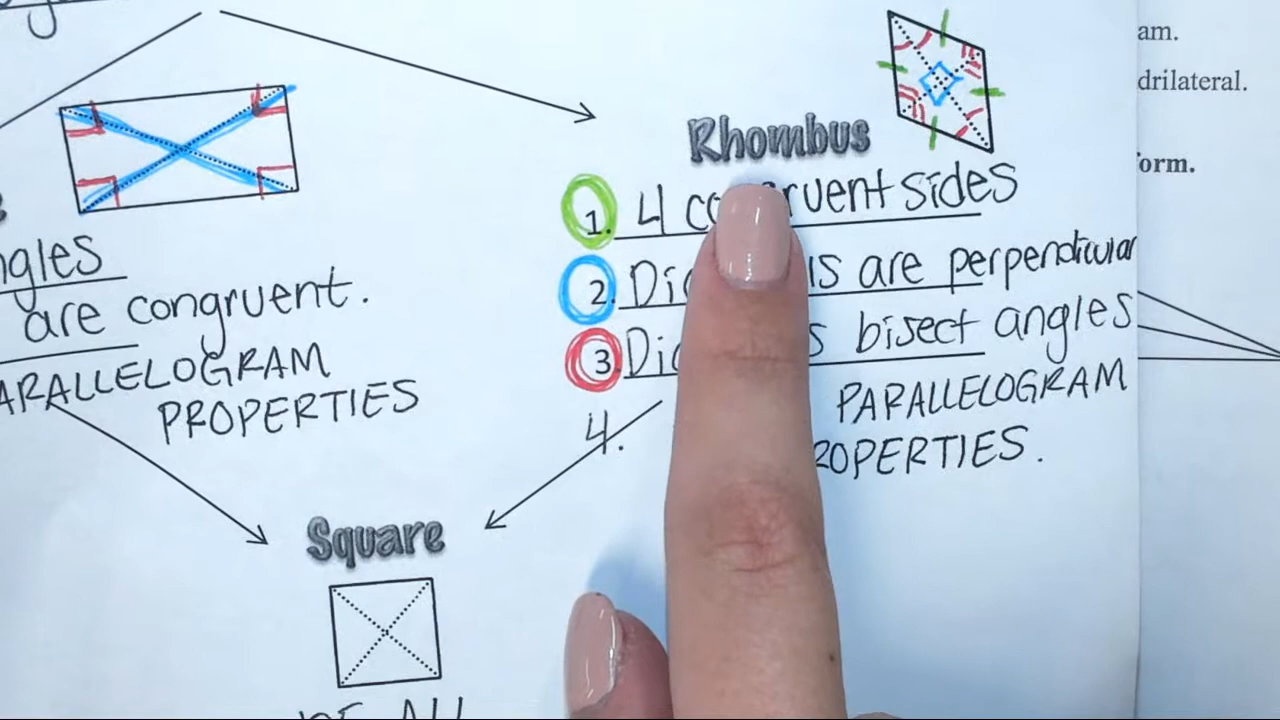 am.
drilateral.
orm.
Rhombus
1. 4 co ruent sides
2. Di ls are perpendicular
3. Di s bisect angles
4. PARALLELOGRAM
ROPERTIES.
ngles
are congruent.
ARALLELOGRAM
PROPERTIES
Square